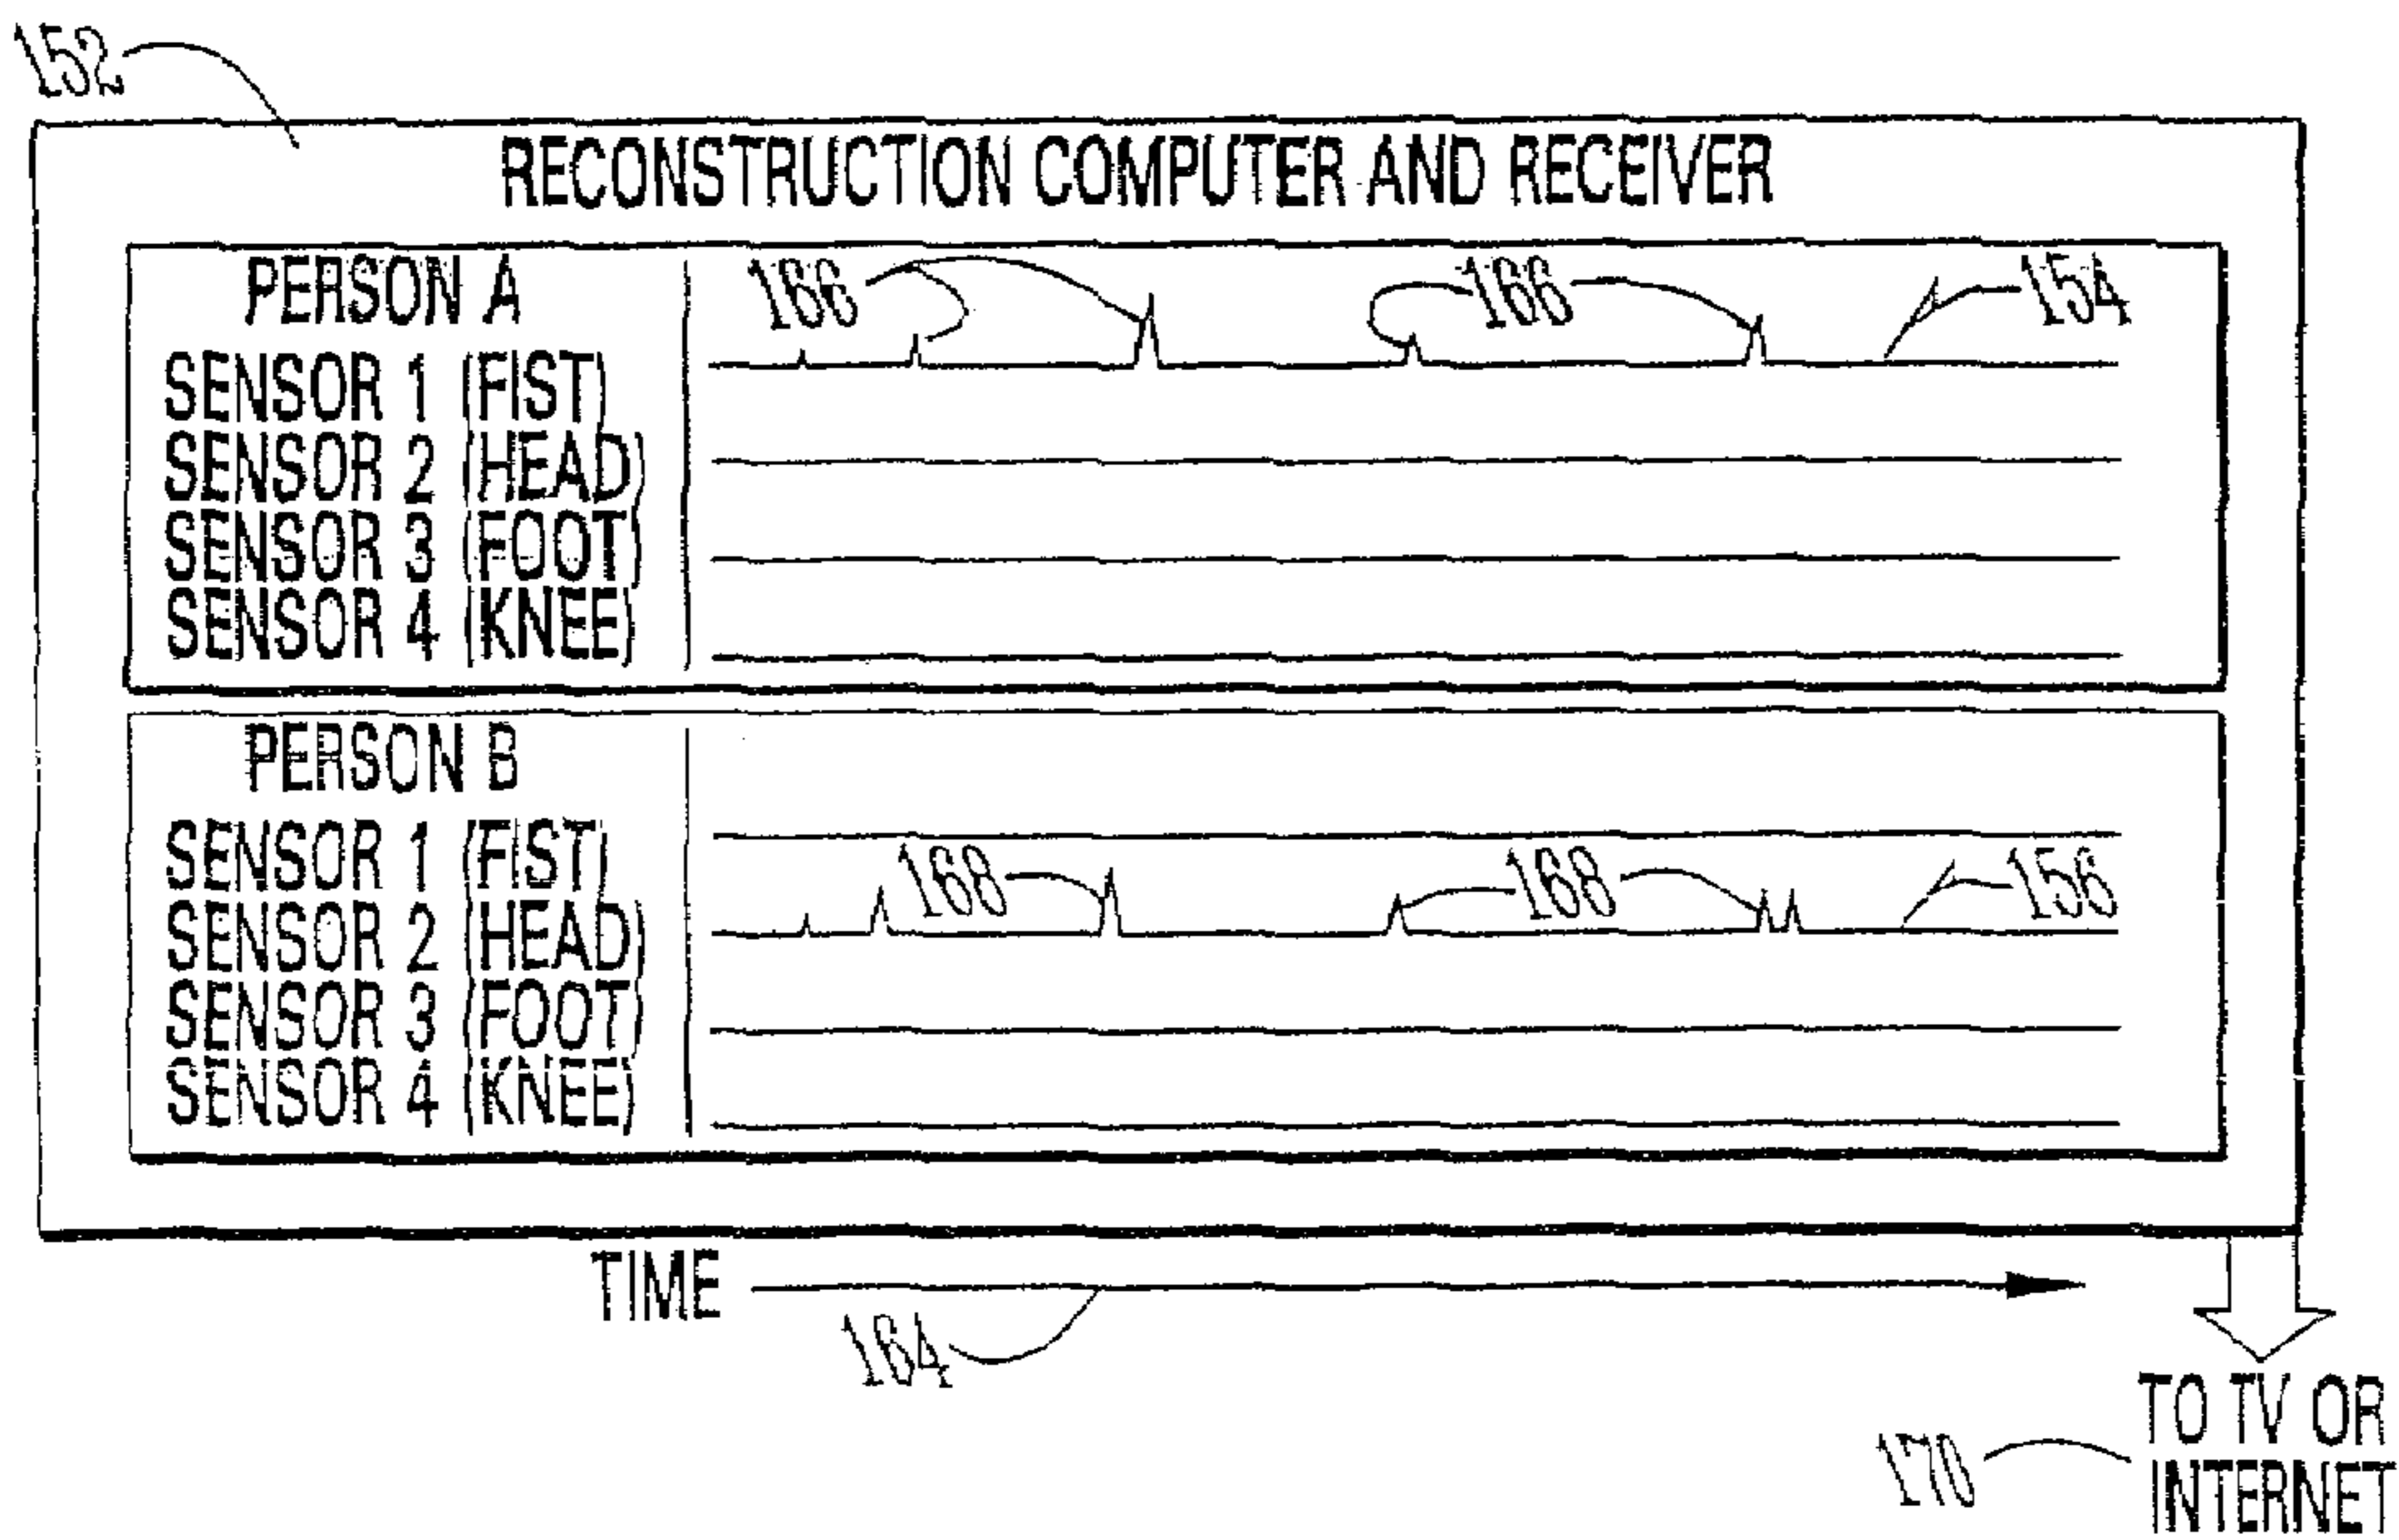 152
RECONSTRUCTION COMPUTER AND RECEIVER
PERSON A
166
166
154
SENSOR 1 (FIST)
SENSOR 2 (HEAD)
SENSOR 3 (FOOT)
SENSOR 4 (KNEE)
PERSON B
SENSOR 1 (FIST)
168
168
156
SENSOR 2 (HEAD)
SENSOR 3 (FOOT)
SENSOR 4 (KNEE)
TIME
164
TO TV OR
INTERNET
170